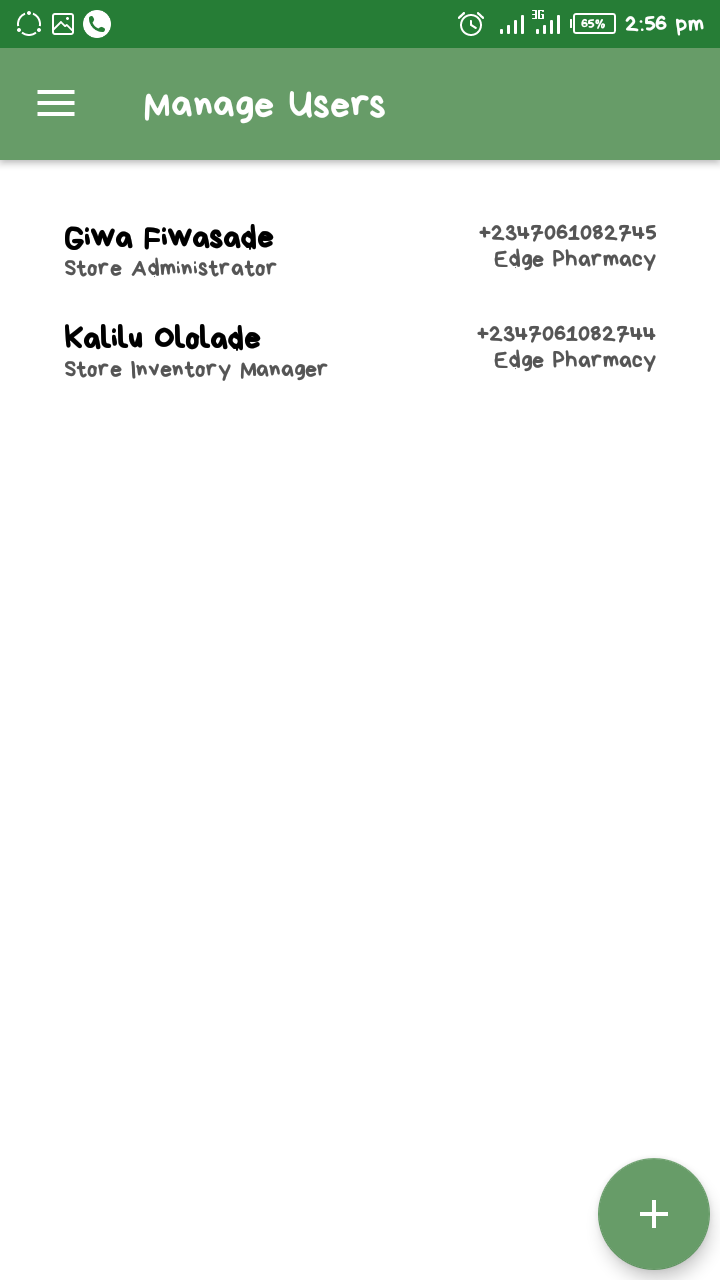 3G 65% 2:56 pm
Manage Users
Giwa Fiwasade +2347061082745
Store Administrator Edge Pharmacy
Kalilu Ololade +2347061082744
Store Inventory Manager Edge Pharmacy